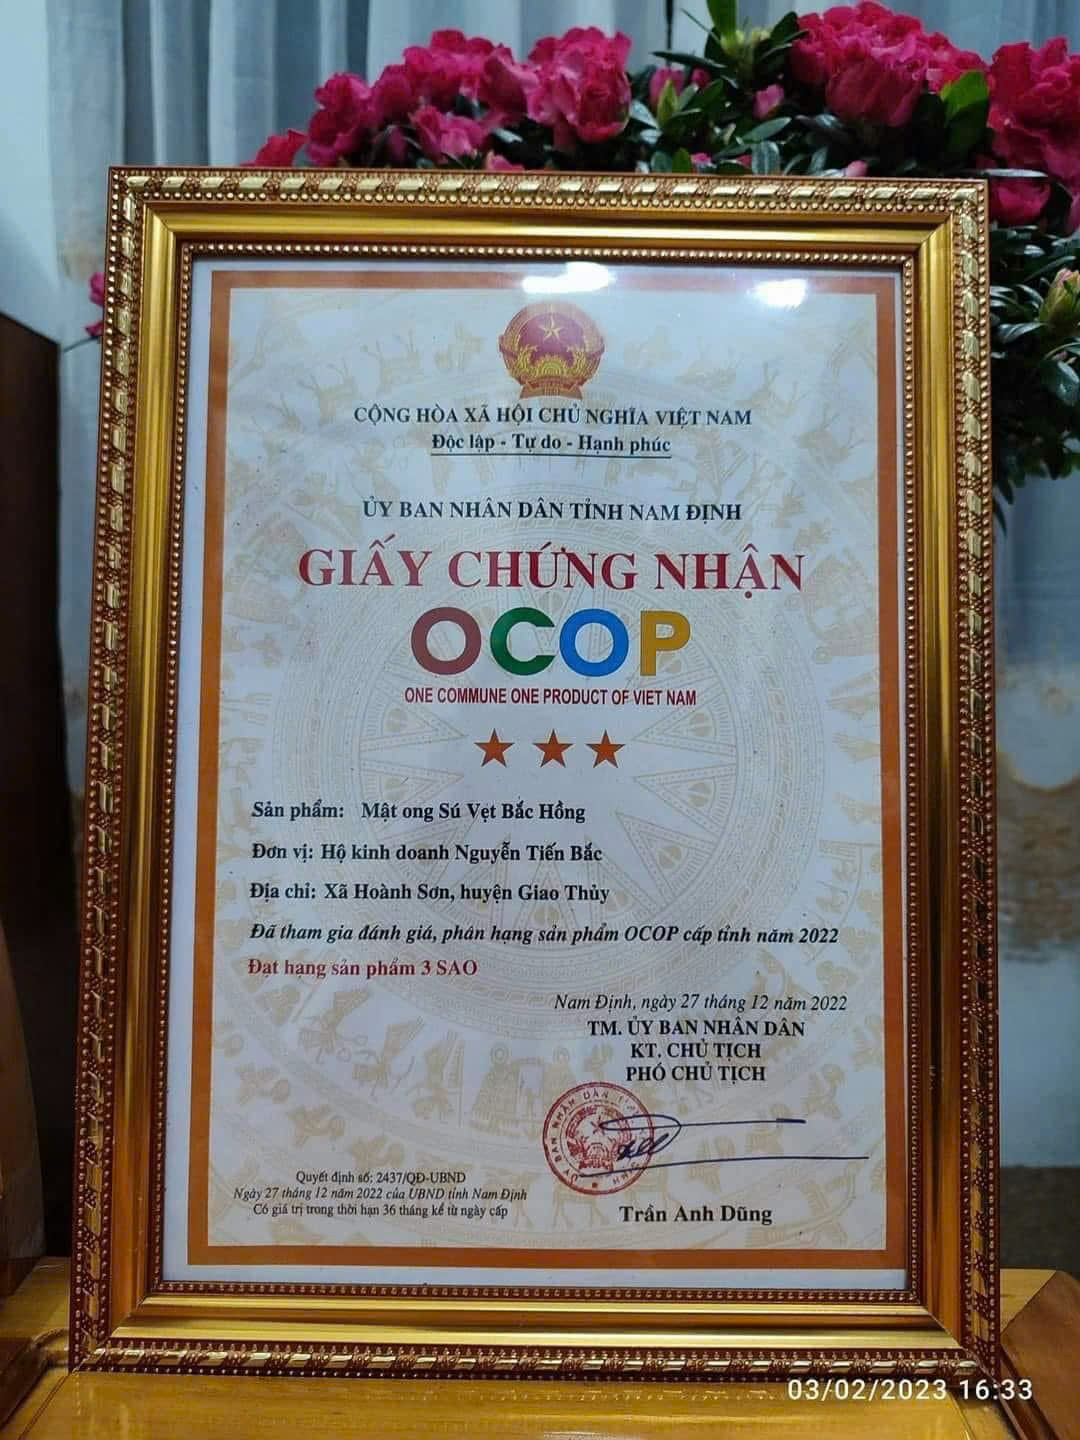 CỘNG HÒA XÃ HỘI CHỦ NGHĨA VIỆT NAM
Độc lập - Tự do - Hạnh phúc
ỦY BAN NHÂN DÂN TỈNH NAM ĐỊNH
GIẤY CHỨNG NHẬN
OCOP
ONE COMMUNE ONE PRODUCT OF VIET NAM
Sản phẩm: Mật ong Sú Vẹt Bắc Hồng
Đơn vị: Hộ kinh doanh Nguyễn Tiến Bắc
Địa chỉ: Xã Hoành Sơn, huyện Giao Thủy
Đã tham gia đánh giá, phân hạng sản phẩm OCOP cấp tỉnh năm 2022
Đạt hạng sản phẩm 3 SAO
Nam Định, ngày 27 tháng 12 năm 2022
TM. ỦY BAN NHÂN DÂN
KT. CHỦ TỊCH
PHÓ CHỦ TỊCH
ỦY BAN NHÂN DÂN
Quyết định số: 2437/QĐ-UBND
Ngày 27 tháng 12 năm 2022 của UBND tỉnh Nam Định
Có giá trị trong thời hạn 36 tháng kể từ ngày cấp
Trần Anh Dũng
03/02/2023 16:33